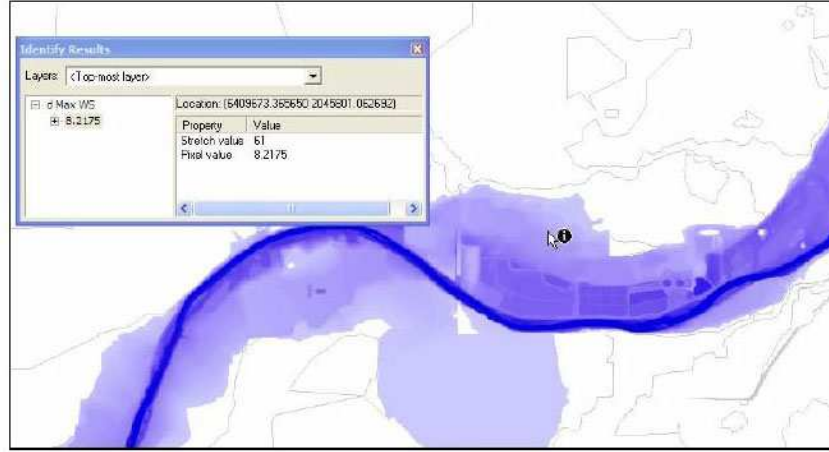 Identify Results
Layers: <Top-most layer>
d Max WS
8.2175
Location: (6409673.365650 2045801.062692)
Property Value
Stretch value 61
Pixel value 8.2175